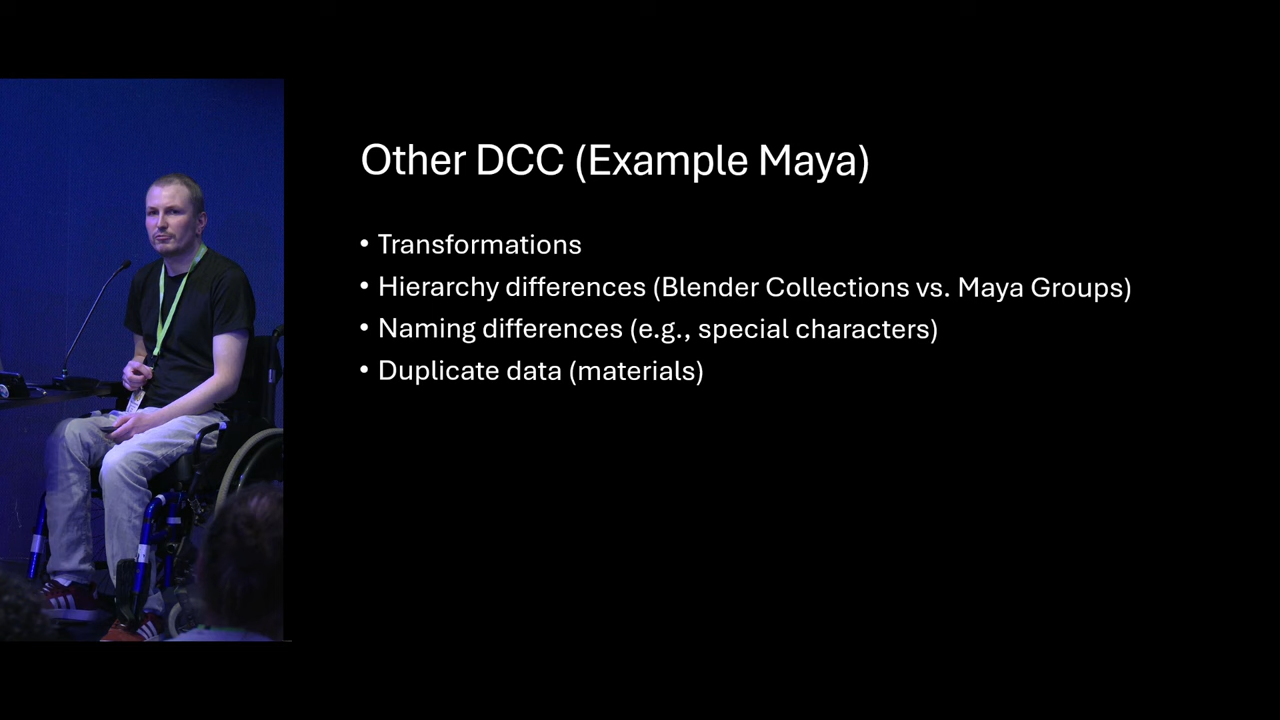 Other DCC (Example Maya)
• Transformations
• Hierarchy differences (Blender Collections vs. Maya Groups)
• Naming differences (e.g., special characters)
• Duplicate data (materials)